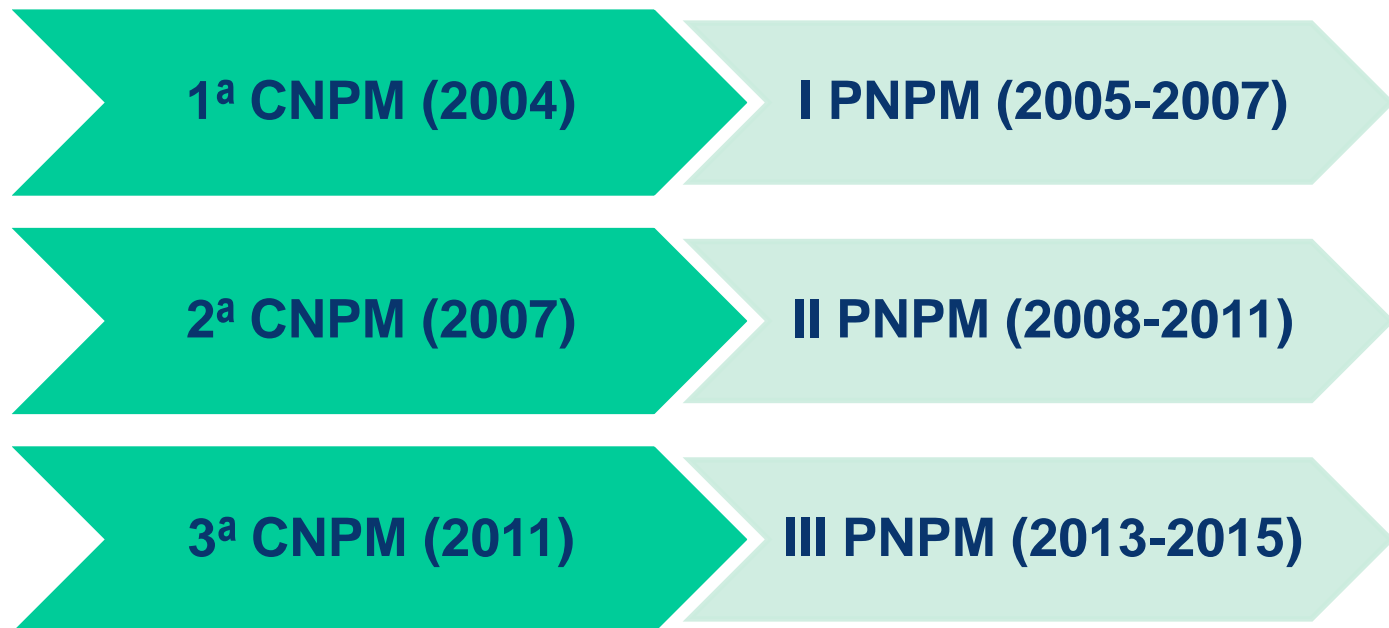 1ª CNPM (2004)
I PNPM (2005-2007)
2ª CNPM (2007)
II PNPM (2008-2011)
3ª CNPM (2011)
III PNPM (2013-2015)